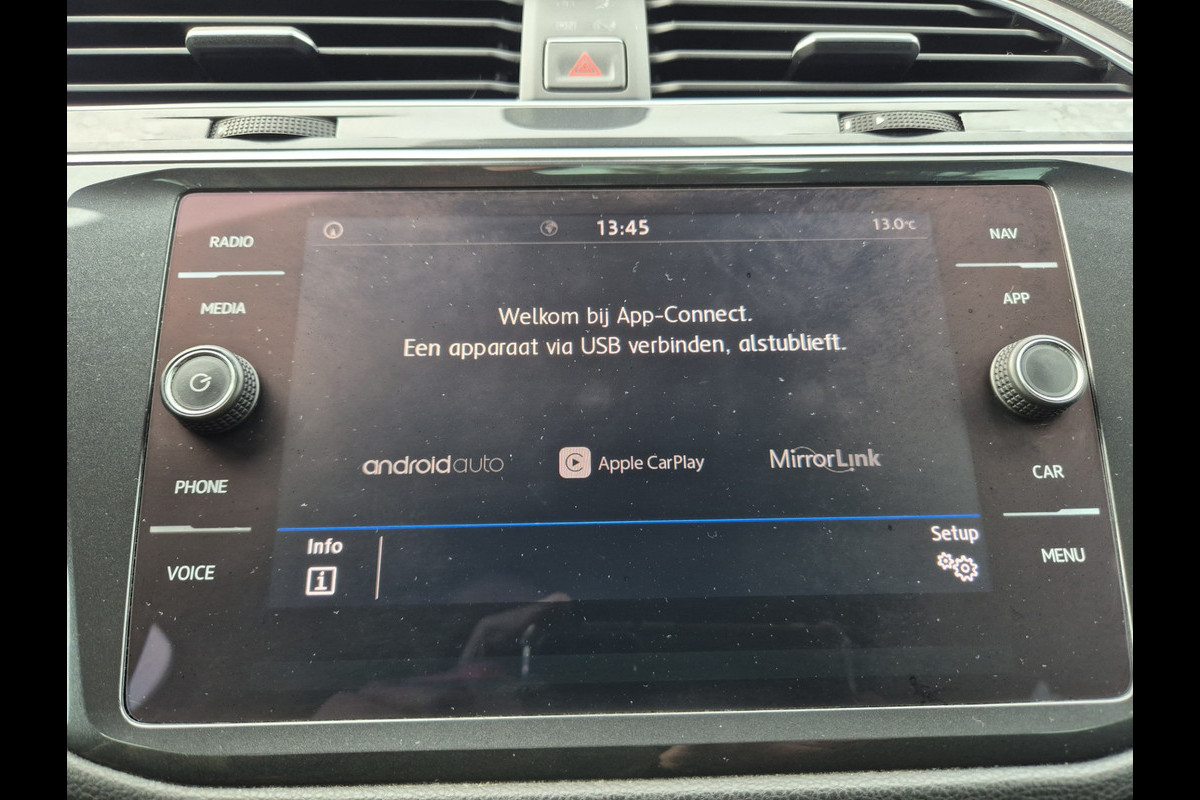 13:45
13.0°C
RADIO
MEDIA
PHONE
VOICE
Welkom bij App-Connect.
Een apparaat via USB verbinden, alstublieft.
androidauto
Apple CarPlay
MirrorLink
Info
i
Setup
NAV
APP
CAR
MENU